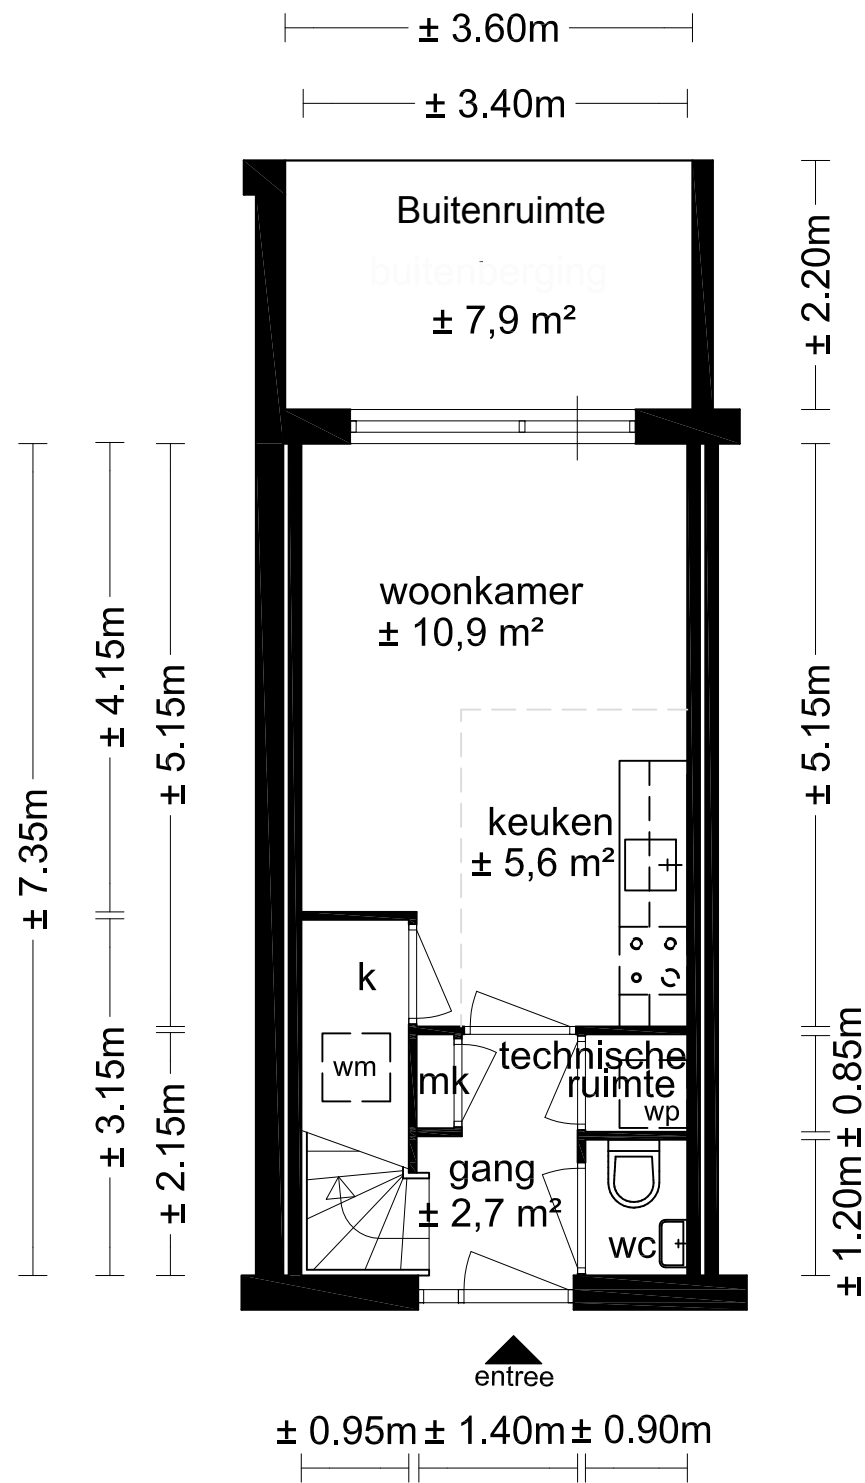 ± 3.60m
± 3.40m
Buitenruimte
buitenberging
± 7,9 m²
± 2.20m
woonkamer
± 10,9 m²
± 4.15m
± 5.15m
± 5.15m
± 7.35m
keuken
± 5,6 m²
k
wm
mk
technische
ruimte
wp
± 3.15m
± 2.15m
± 0.85m
gang
± 2,7 m²
wc
± 1.20m
entree
± 0.95m ± 1.40m ± 0.90m